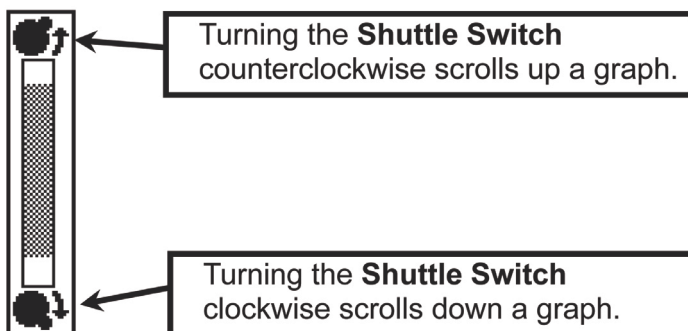 Turning the Shuttle Switch
counterclockwise scrolls up a graph.
Turning the Shuttle Switch
clockwise scrolls down a graph.